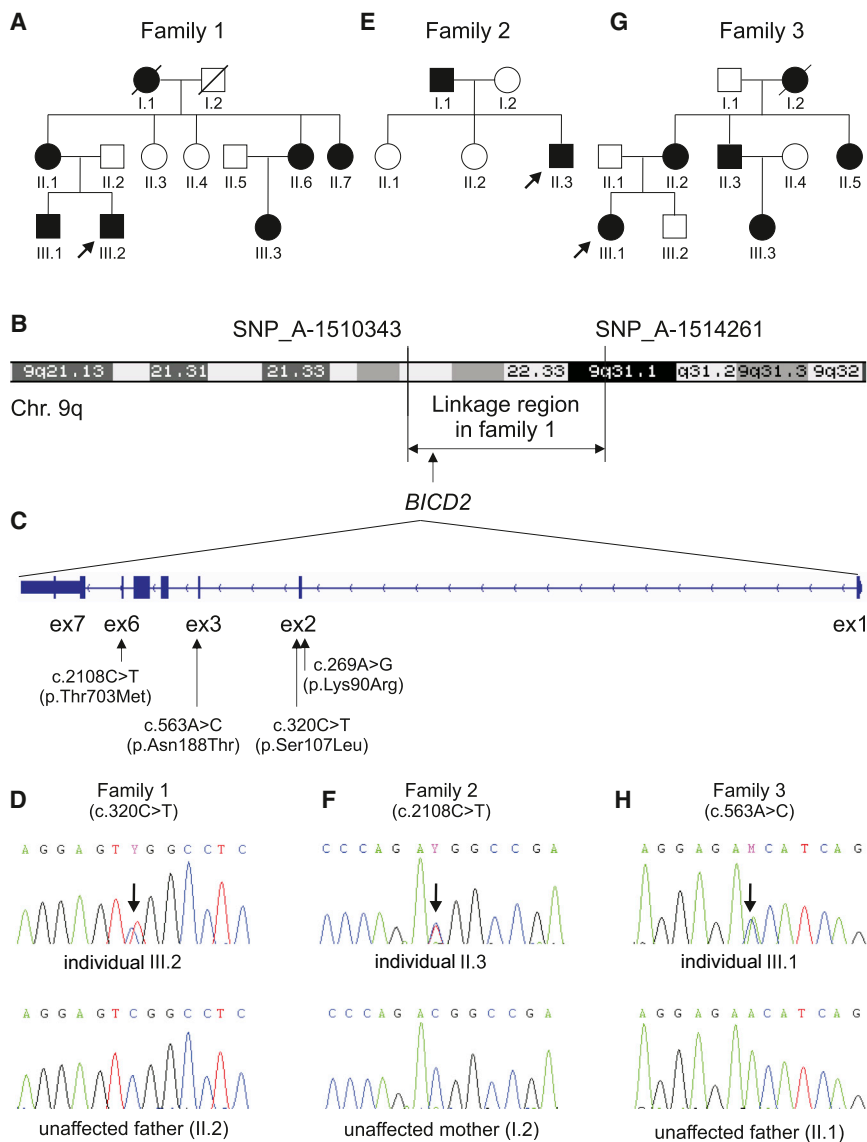 A Family 1
E Family 2
G Family 3
I.1 I.2
I.1 I.2
I.1 I.2
II.1 II.2 II.3 II.4 II.5 II.6 II.7
II.1 II.2 II.3
II.1 II.2 II.3 II.4 II.5
III.1 III.2 III.3
III.1 III.2 III.3
B
SNP_A-1510343 SNP_A-1514261
9q21.13 21.31 21.33 22.33 9q31.1 q31.2 9q31.3 9q32
Chr. 9q
Linkage region
in family 1
BICD2
C
ex7 ex6 ex3 ex2 ex1
c.2108C>T
(p.Thr703Met)
c.563A>C
(p.Asn188Thr)
c.320C>T
(p.Ser107Leu)
c.269A>G
(p.Lys90Arg)
D Family 1
(c.320C>T)
A G G A G T Y G G C C T C
individual III.2
A G G A G T C G G C C T C
unaffected father (II.2)
F Family 2
(c.2108C>T)
C C C A G A Y G G C C G A
individual II.3
C C C A G A C G G C C G A
unaffected mother (I.2)
H Family 3
(c.563A>C)
A G G A G A M C A T C A G
individual III.1
A G G A G A A C A T C A G
unaffected father (II.1)